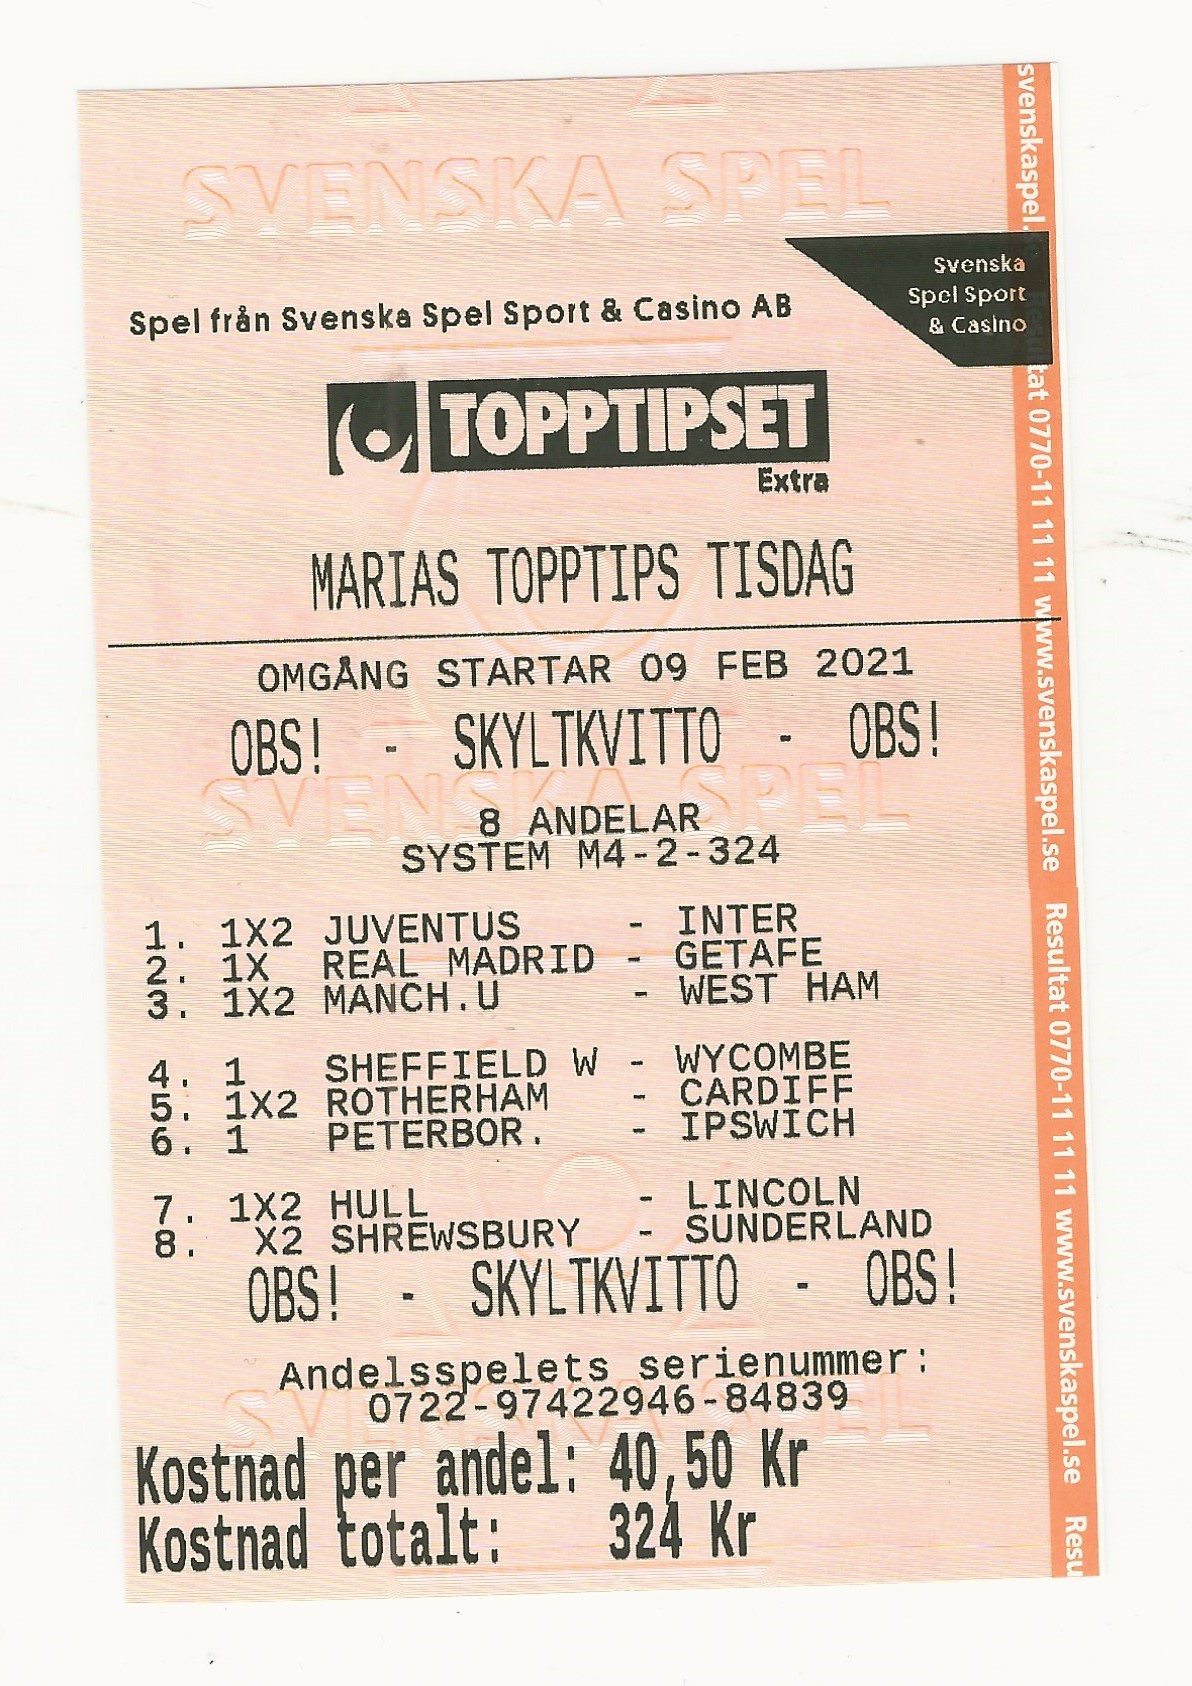 SVENSKA SPEL
Svenska
Spel Sport
& Casino
Spel från Svenska Spel Sport & Casino AB
TOPPTIPSET
Extra
MARIAS TOPPTIPS TISDAG
OMGÅNG STARTAR 09 FEB 2021
OBS! - SKYLTKVITTO - OBS!
SVENSKA SPEL
8 ANDELAR
SYSTEM M4-2-324
1. 1X2 JUVENTUS - INTER
2. 1X REAL MADRID - GETAFE
3. 1X2 MANCH.U - WEST HAM
4. 1 SHEFFIELD W - WYCOMBE
5. 1X2 ROTHERHAM - CARDIFF
6. 1 PETERBOR. - IPSWICH
7. 1X2 HULL - LINCOLN
8. X2 SHREWSBURY - SUNDERLAND
OBS! - SKYLTKVITTO - OBS!
Andelsspelets serienummer:
0722-97422946-84839
SVENSKA SPEL
Kostnad per andel: 40,50 Kr
Kostnad totalt: 324 Kr
svenskaspel.se Resultat 0770-11 11 11 www.svenskaspel.se Resultat 0770-11 11 11 www.svenskaspel.se Resu